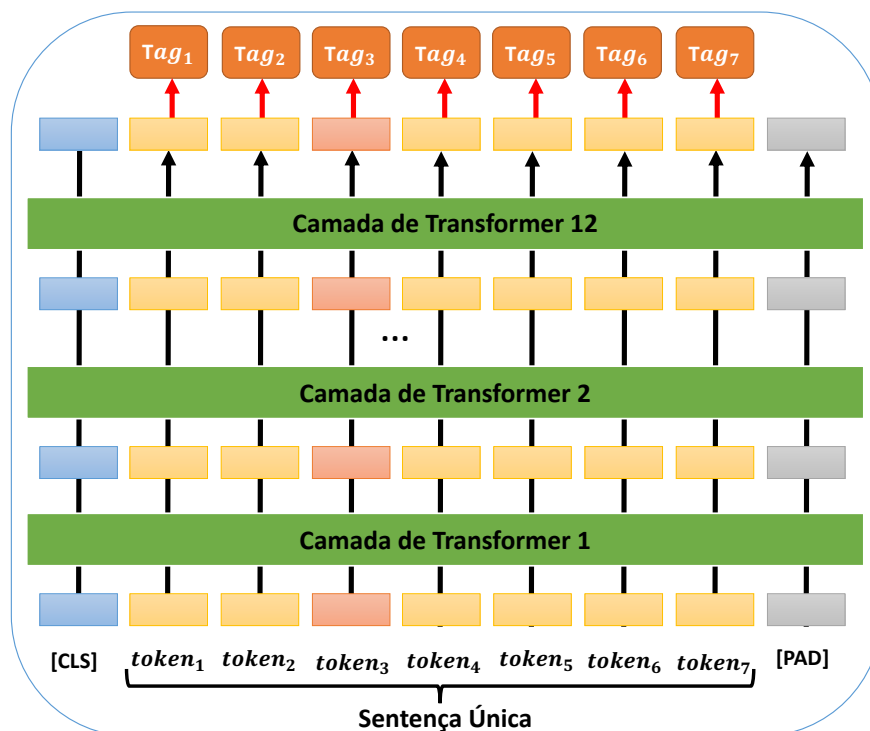 Tag₁ Tag₂ Tag₃ Tag₄ Tag₅ Tag₆ Tag₇
Camada de Transformer 12
...
Camada de Transformer 2
Camada de Transformer 1
[CLS] token₁ token₂ token₃ token₄ token₅ token₆ token₇ [PAD]
Sentença Única